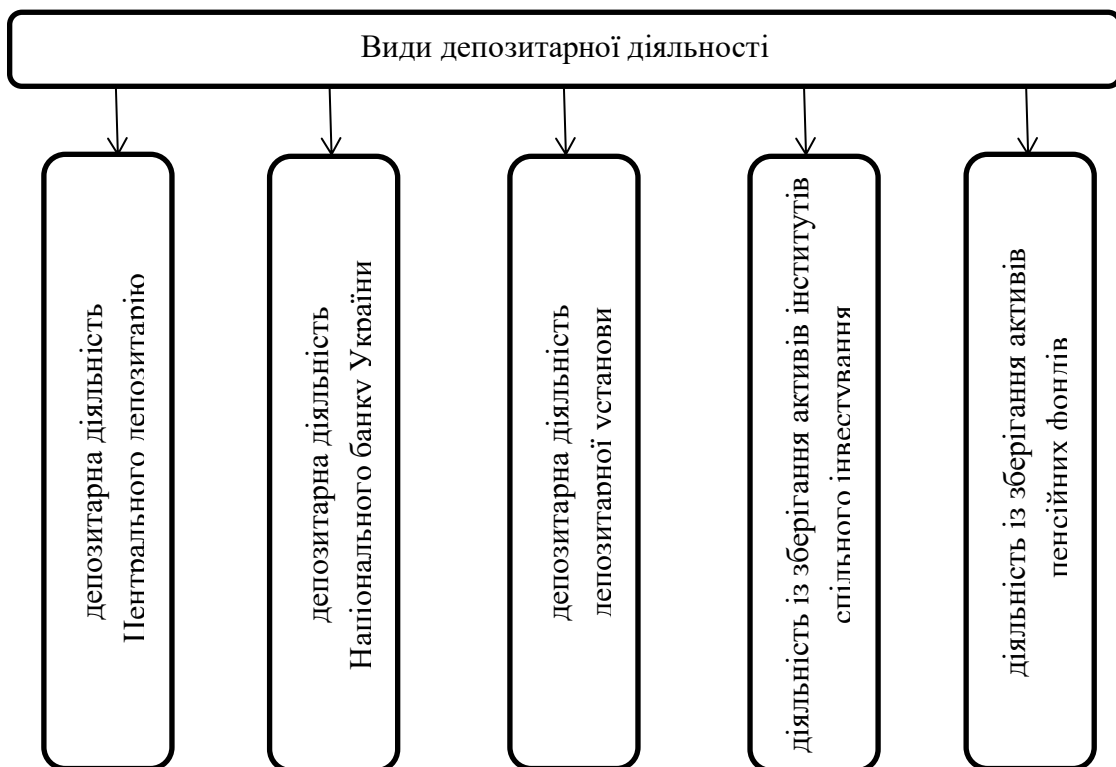 Види депозитарної діяльності
депозитарна діяльність
Центрального депозитарію
депозитарна діяльність
Національного банку України
депозитарна діяльність
депозитарної установи
діяльність із зберігання активів інститутів
спільного інвестування
діяльність із зберігання активів
пенсійних фондів